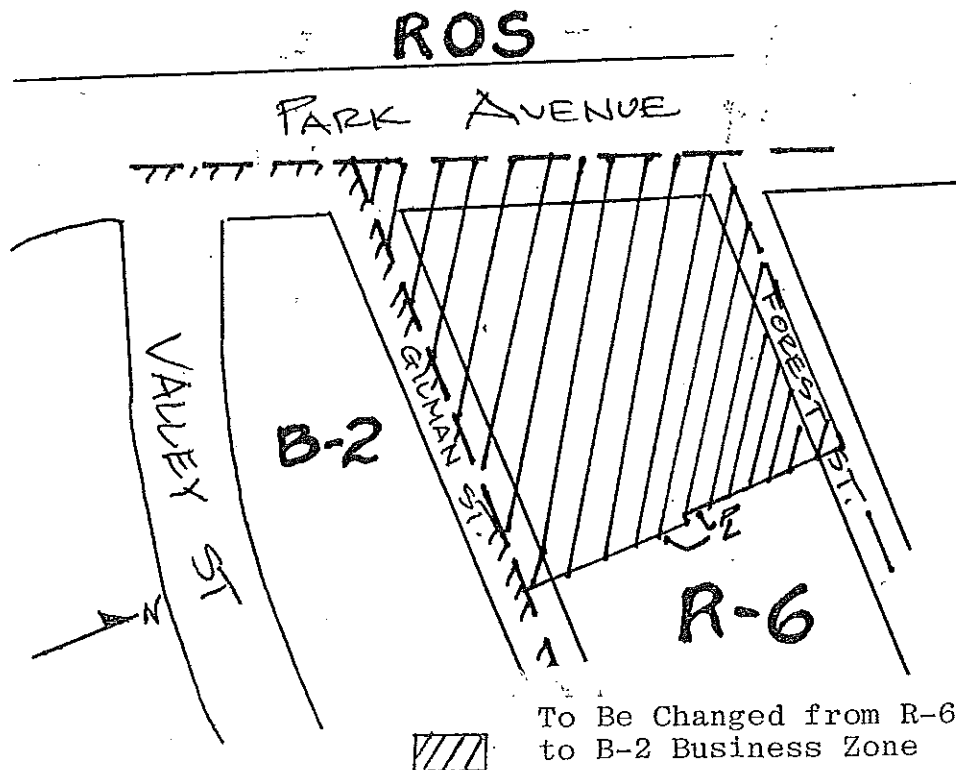 ROS
PARK AVENUE
VALLEY ST
B-2
GILMAN ST.
FOREST ST.
PL
N
R-6
To Be Changed from R-6
to B-2 Business Zone